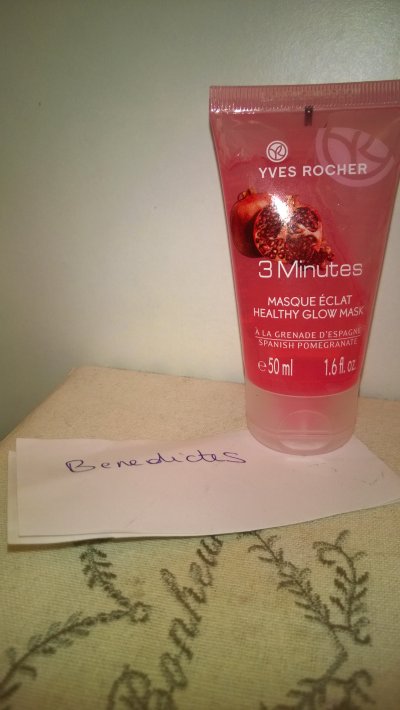 YVES ROCHER
3 Minutes
MASQUE ÉCLAT
HEALTHY GLOW MASK
À LA GRENADE D'ESPAGNE
SPANISH POMEGRANATE
℮50 ml 1.6 fl. oz.
Benedictes
Bonheur